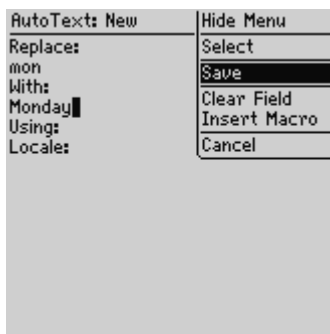 AutoText: New
Replace:
mon
With:
Monday
Using:
Locale:
Hide Menu
Select
Save
Clear Field
Insert Macro
Cancel